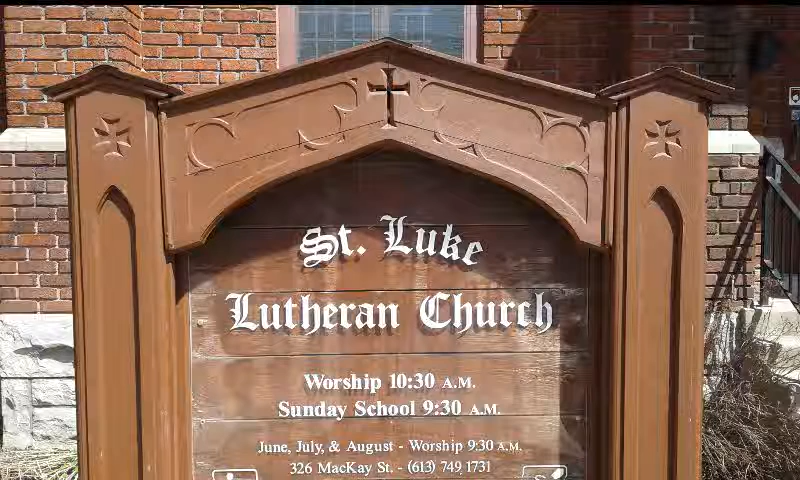 St. Luke
Lutheran Church
Worship 10:30 A.M.
Sunday School 9:30 A.M.
June, July, & August - Worship 9:30 A.M.
326 MacKay St. - (613) 749 1731